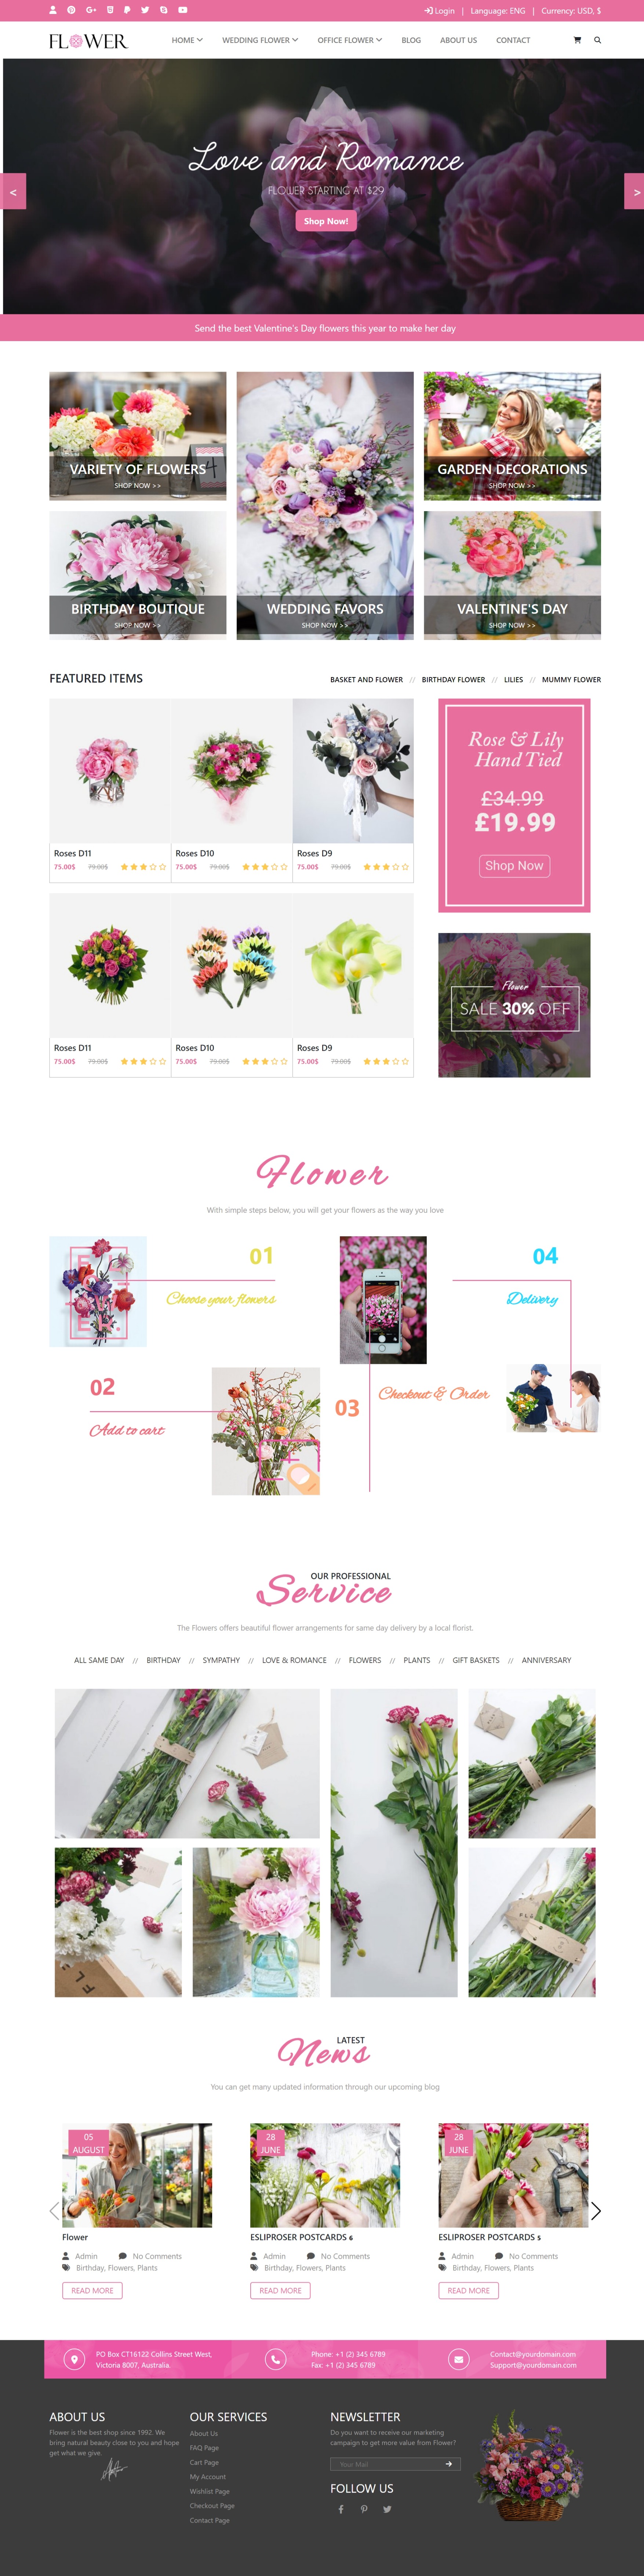 Login | Language: ENG | Currency: USD, $
FLOWER
HOME WEDDING FLOWER OFFICE FLOWER BLOG ABOUT US CONTACT
Love and Romance
FLOWER STARTING AT $29
< >
Shop Now!
Send the best Valentine's Day flowers this year to make her day
VARIETY OF FLOWERS
SHOP NOW >>
GARDEN DECORATIONS
SHOP NOW >>
BIRTHDAY BOUTIQUE
SHOP NOW >>
WEDDING FAVORS
SHOP NOW >>
VALENTINE'S DAY
SHOP NOW >>
FEATURED ITEMS
BASKET AND FLOWER // BIRTHDAY FLOWER // LILIES // MUMMY FLOWER
Roses D11
75.00$ 79.00$
Roses D10
75.00$ 79.00$
Roses D9
75.00$ 79.00$
Rose & Lily
Hand Tied
£34.99
£19.99
Shop Now
Roses D11
75.00$ 79.00$
Roses D10
75.00$ 79.00$
Roses D9
75.00$ 79.00$
Flower
SALE 30% OFF
Flower
With simple steps below, you will get your flowers as the way you love
01
Choose your flowers
02
Add to cart
03
Checkout & Order
04
Delivery
OUR PROFESSIONAL
Service
The Flowers offers beautiful flower arrangements for same day delivery by a local florist.
ALL SAME DAY // BIRTHDAY // SYMPATHY // LOVE & ROMANCE // FLOWERS // PLANTS // GIFT BASKETS // ANNIVERSARY
LATEST
News
You can get many updated information through our upcoming blog
05
AUGUST
Flower
Admin No Comments
Birthday, Flowers, Plants
READ MORE
28
JUNE
ESLIPROSER POSTCARDS 6
Admin No Comments
Birthday, Flowers, Plants
READ MORE
28
JUNE
ESLIPROSER POSTCARDS 5
Admin No Comments
Birthday, Flowers, Plants
READ MORE
PO Box CT16122 Collins Street West,
Victoria 8007, Australia.
Phone: +1 (2) 345 6789
Fax: +1 (2) 345 6789
Contact@yourdomain.com
Support@yourdomain.com
ABOUT US
Flower is the best shop since 1992. We
bring natural beauty close to you and hope
get what we give.
OUR SERVICES
About Us
FAQ Page
Cart Page
My Account
Wishlist Page
Checkout Page
Contact Page
NEWSLETTER
Do you want to receive our marketing
campaign to get more value from Flower?
Your Mail
FOLLOW US